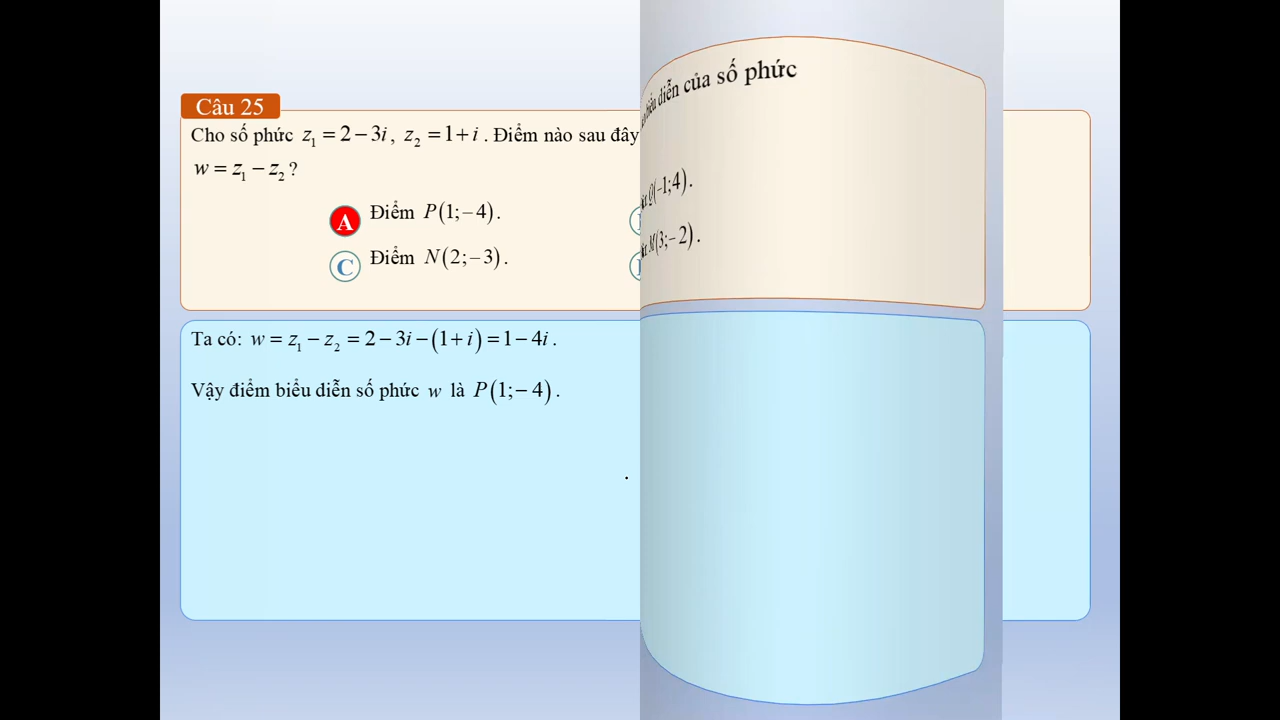 Câu 25
Cho số phức z₁ = 2 − 3i, z₂ = 1 + i. Điểm nào sau đây biểu diễn của số phức
w = z₁ − z₂ ?
A Điểm P(1; −4). Q(−1;4).
C Điểm N(2; −3). M(3; −2).
Ta có: w = z₁ − z₂ = 2 − 3i − (1 + i) = 1 − 4i.
Vậy điểm biểu diễn số phức w là P(1; −4).